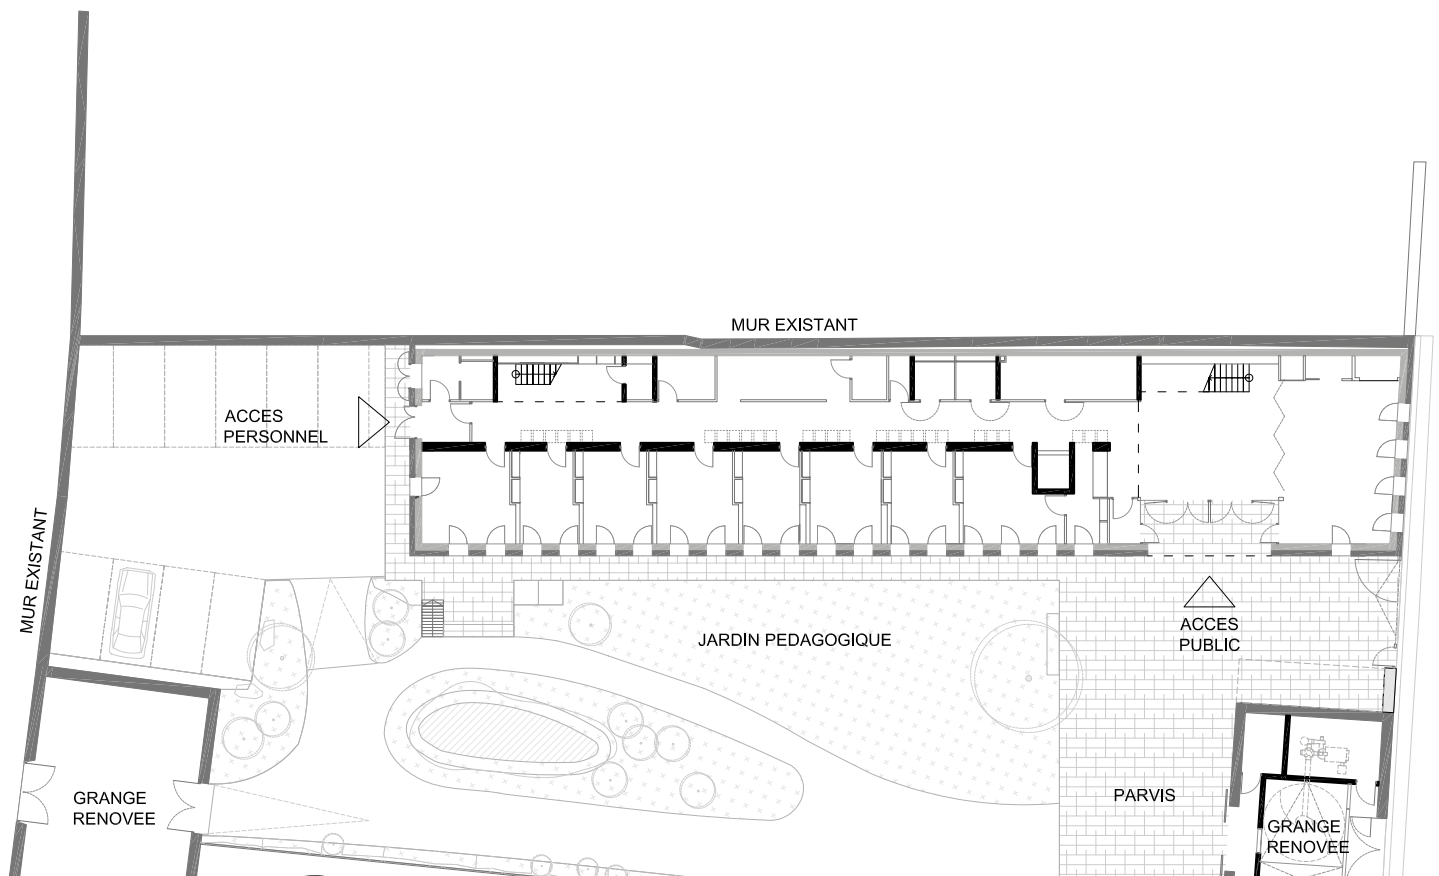 MUR EXISTANT
ACCES
PERSONNEL
MUR EXISTANT
JARDIN PEDAGOGIQUE
ACCES
PUBLIC
GRANGE
RENOVEE
PARVIS
GRANGE
RENOVEE